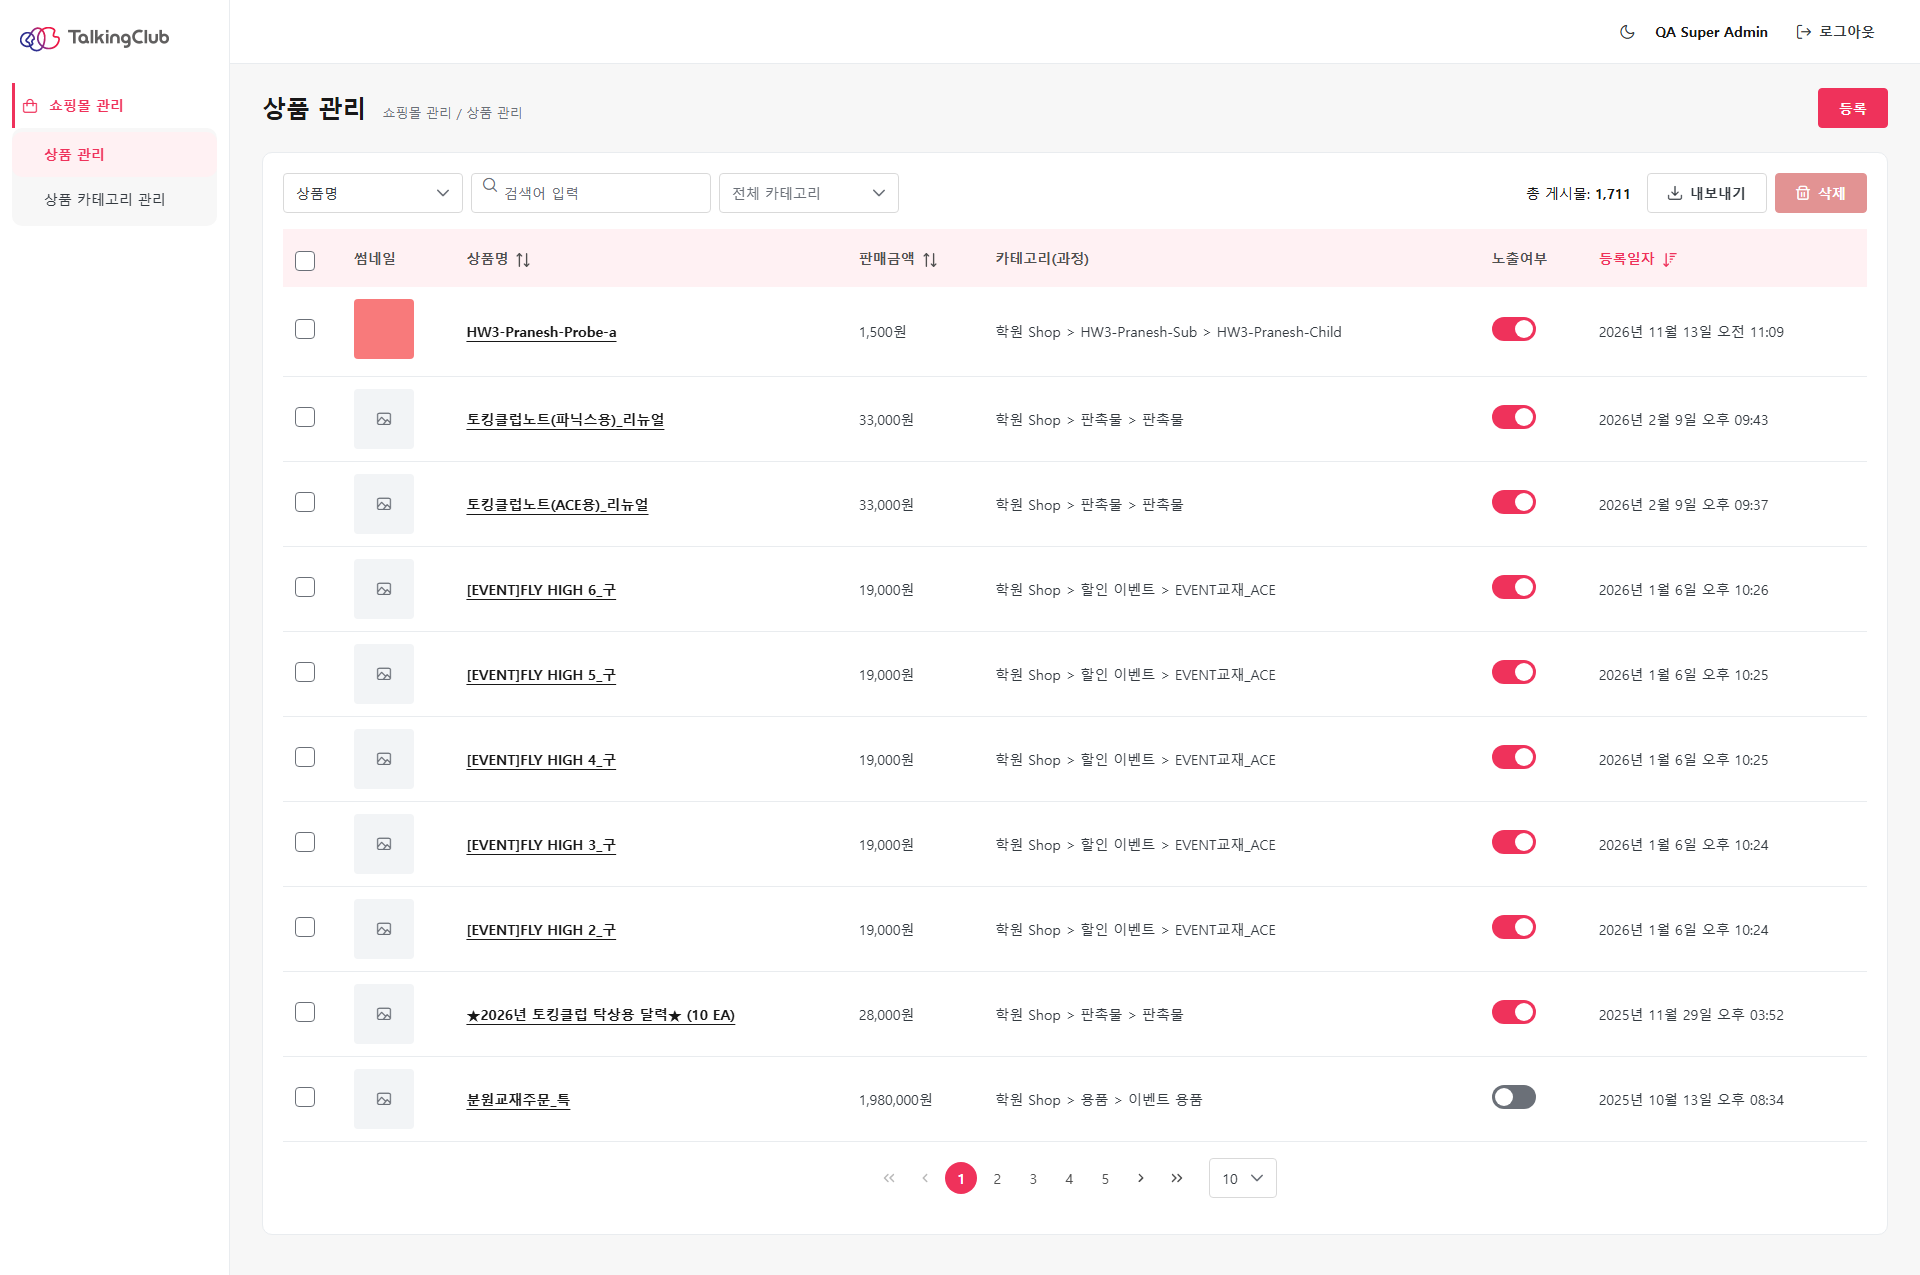 TalkingClub
QA Super Admin
로그아웃
쇼핑몰 관리
상품 관리
상품 카테고리 관리
상품 관리
쇼핑몰 관리 / 상품 관리
등록
상품명
검색어 입력
전체 카테고리
총 게시물: 1,711
내보내기
삭제
썸네일 상품명 판매금액 카테고리(과정) 노출여부 등록일자
HW3-Pranesh-Probe-a 1,500원 학원 Shop > HW3-Pranesh-Sub > HW3-Pranesh-Child 2026년 11월 13일 오전 11:09
토킹클럽노트(파닉스용)_리뉴얼 33,000원 학원 Shop > 판촉물 > 판촉물 2026년 2월 9일 오후 09:43
토킹클럽노트(ACE용)_리뉴얼 33,000원 학원 Shop > 판촉물 > 판촉물 2026년 2월 9일 오후 09:37
[EVENT]FLY HIGH 6_구 19,000원 학원 Shop > 할인 이벤트 > EVENT교재_ACE 2026년 1월 6일 오후 10:26
[EVENT]FLY HIGH 5_구 19,000원 학원 Shop > 할인 이벤트 > EVENT교재_ACE 2026년 1월 6일 오후 10:25
[EVENT]FLY HIGH 4_구 19,000원 학원 Shop > 할인 이벤트 > EVENT교재_ACE 2026년 1월 6일 오후 10:25
[EVENT]FLY HIGH 3_구 19,000원 학원 Shop > 할인 이벤트 > EVENT교재_ACE 2026년 1월 6일 오후 10:24
[EVENT]FLY HIGH 2_구 19,000원 학원 Shop > 할인 이벤트 > EVENT교재_ACE 2026년 1월 6일 오후 10:24
★2026년 토킹클럽 탁상용 달력★ (10 EA) 28,000원 학원 Shop > 판촉물 > 판촉물 2025년 11월 29일 오후 03:52
분원교재주문_특 1,980,000원 학원 Shop > 용품 > 이벤트 용품 2025년 10월 13일 오후 08:34
1 2 3 4 5 10